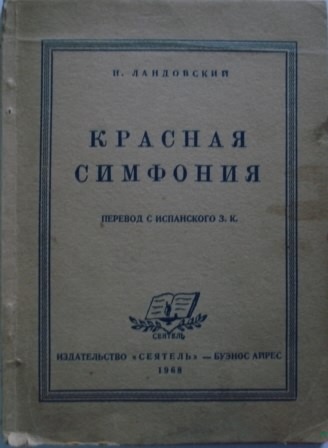 Н. ЛАНДОВСКИЙ
КРАСНАЯ
СИМФОНИЯ
ПЕРЕВОД С ИСПАНСКОГО З. К.
СЕЯТЕЛЬ
ИЗДАТЕЛЬСТВО «СЕЯТЕЛЬ» — БУЭНОС АЙРЕС
1968